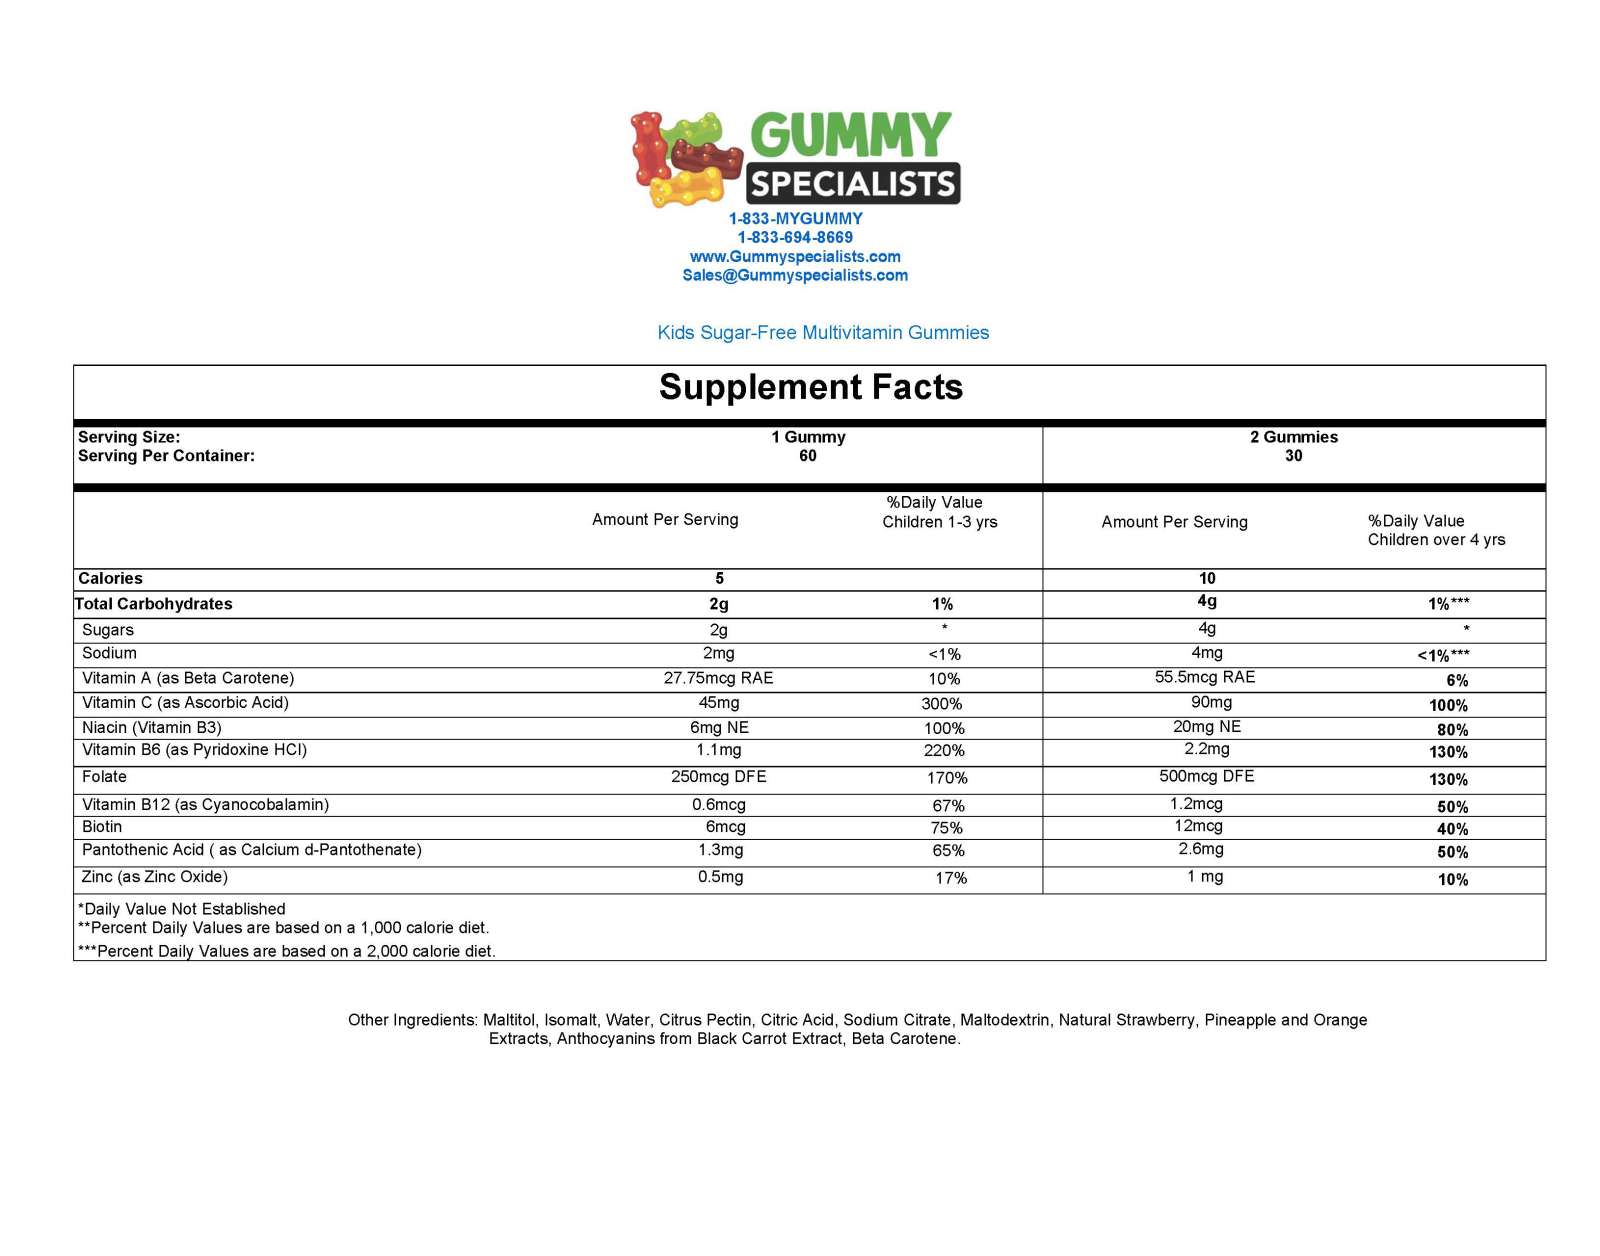 GUMMY
SPECIALISTS
1-833-MYGUMMY
1-833-694-8669
www.Gummyspecialists.com
Sales@Gummyspecialists.com
Kids Sugar-Free Multivitamin Gummies
Supplement Facts
Serving Size: 1 Gummy 2 Gummies
Serving Per Container: 60 30
Amount Per Serving %Daily Value Children 1-3 yrs Amount Per Serving %Daily Value Children over 4 yrs
Calories 5 10
Total Carbohydrates 2g 1% 4g 1%***
Sugars 2g * 4g *
Sodium 2mg <1% 4mg <1%***
Vitamin A (as Beta Carotene) 27.75mcg RAE 10% 55.5mcg RAE 6%
Vitamin C (as Ascorbic Acid) 45mg 300% 90mg 100%
Niacin (Vitamin B3) 6mg NE 100% 20mg NE 80%
Vitamin B6 (as Pyridoxine HCl) 1.1mg 220% 2.2mg 130%
Folate 250mcg DFE 170% 500mcg DFE 130%
Vitamin B12 (as Cyanocobalamin) 0.6mcg 67% 1.2mcg 50%
Biotin 6mcg 75% 12mcg 40%
Pantothenic Acid ( as Calcium d-Pantothenate) 1.3mg 65% 2.6mg 50%
Zinc (as Zinc Oxide) 0.5mg 17% 1 mg 10%
*Daily Value Not Established
**Percent Daily Values are based on a 1,000 calorie diet.
***Percent Daily Values are based on a 2,000 calorie diet.
Other Ingredients: Maltitol, Isomalt, Water, Citrus Pectin, Citric Acid, Sodium Citrate, Maltodextrin, Natural Strawberry, Pineapple and Orange
Extracts, Anthocyanins from Black Carrot Extract, Beta Carotene.